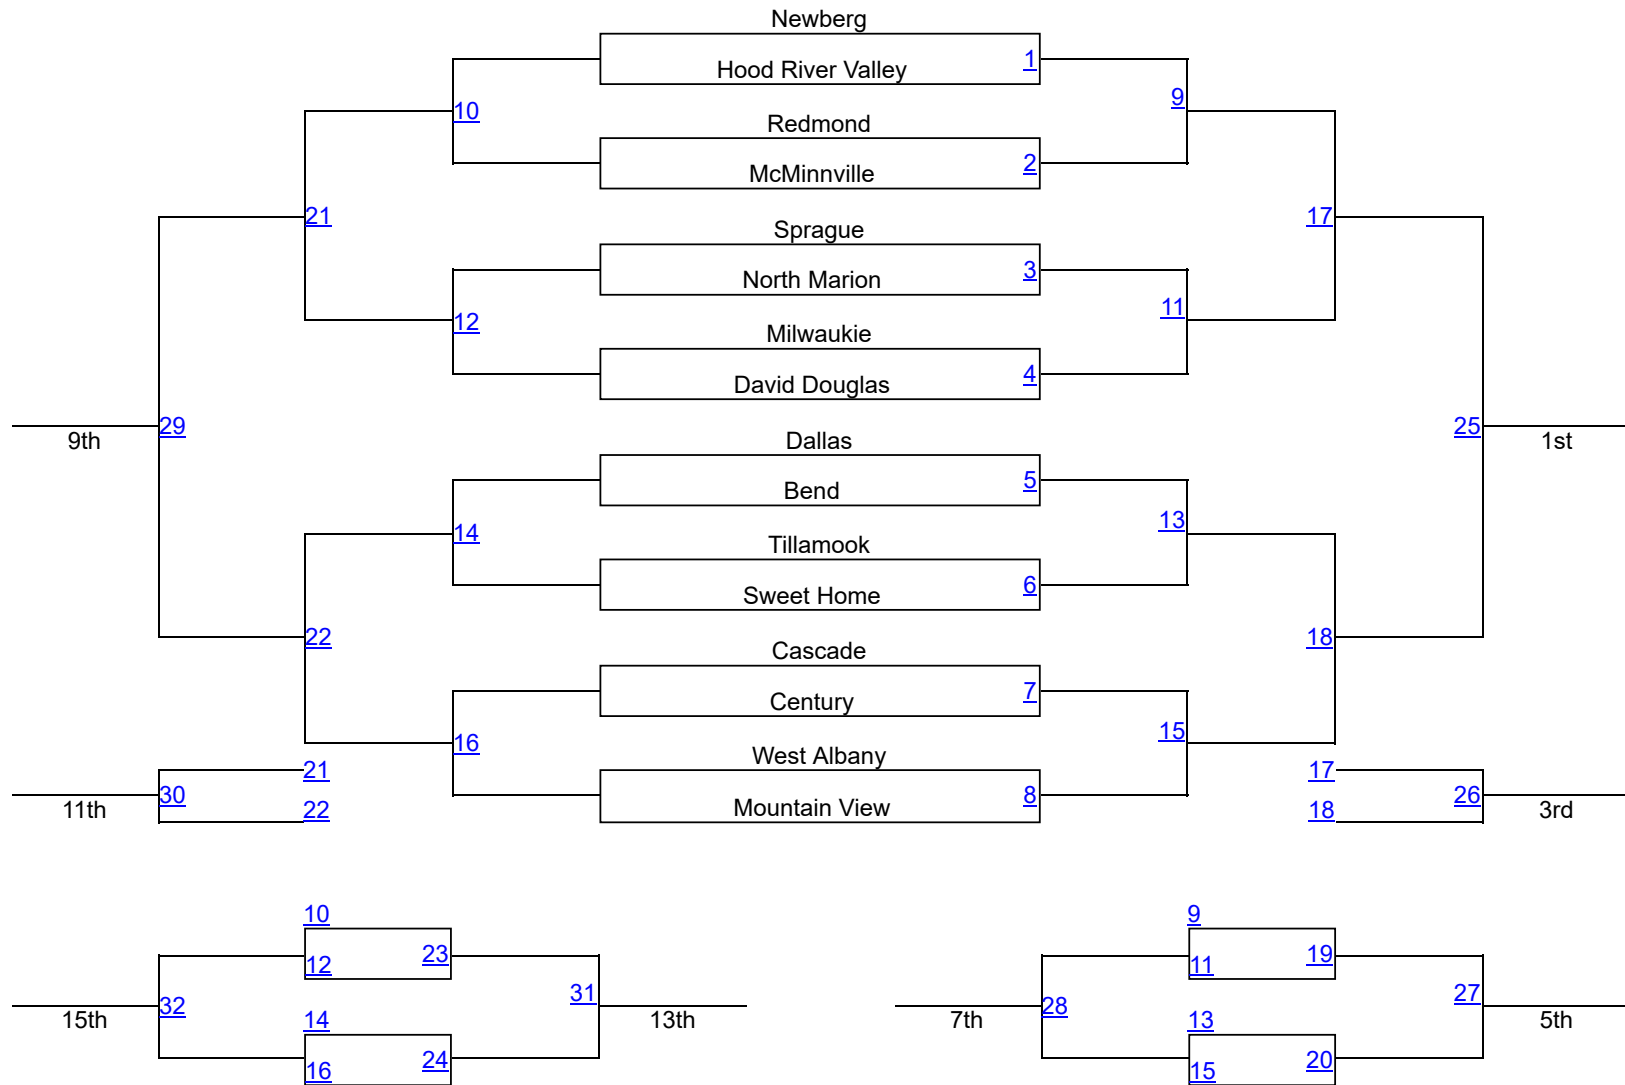 Newberg
Hood River Valley 1
10 9
Redmond
McMinnville 2
21 17
Sprague
North Marion 3
12 11
Milwaukie
David Douglas 4
29 25
9th 1st
Dallas
Bend 5
14 13
Tillamook
Sweet Home 6
22 18
Cascade
Century 7
16 15
West Albany
21 17
30 Mountain View 8 26
11th 22 18 3rd
10 9
12 23 11 19
32 31 28 27
15th 14 13th 7th 13 5th
16 24 15 20